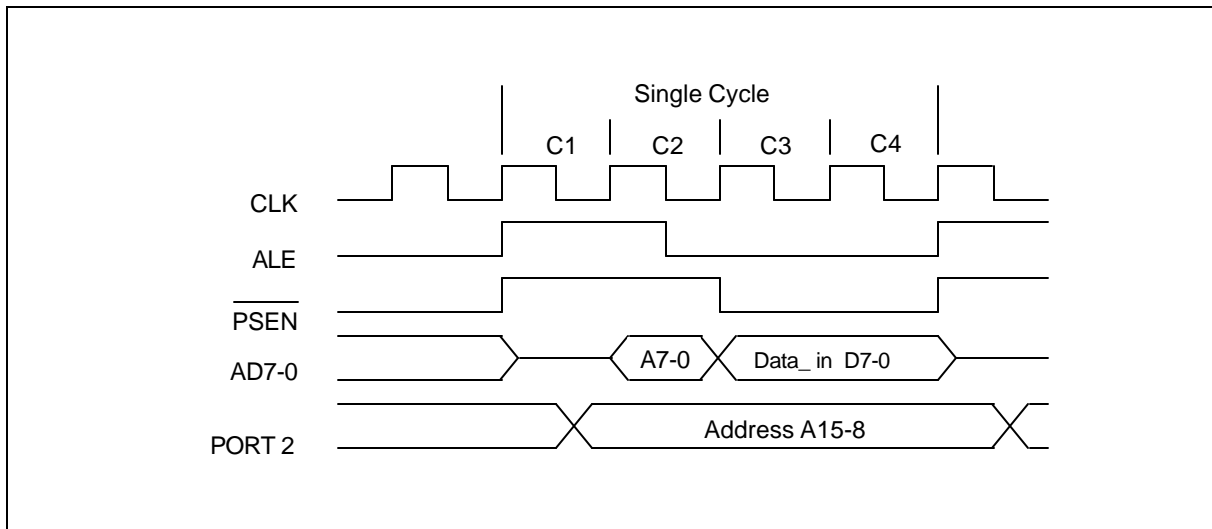 Single Cycle
C1 C2 C3 C4
CLK
ALE
PSEN
AD7-0 A7-0 Data_ in D7-0
PORT 2 Address A15-8